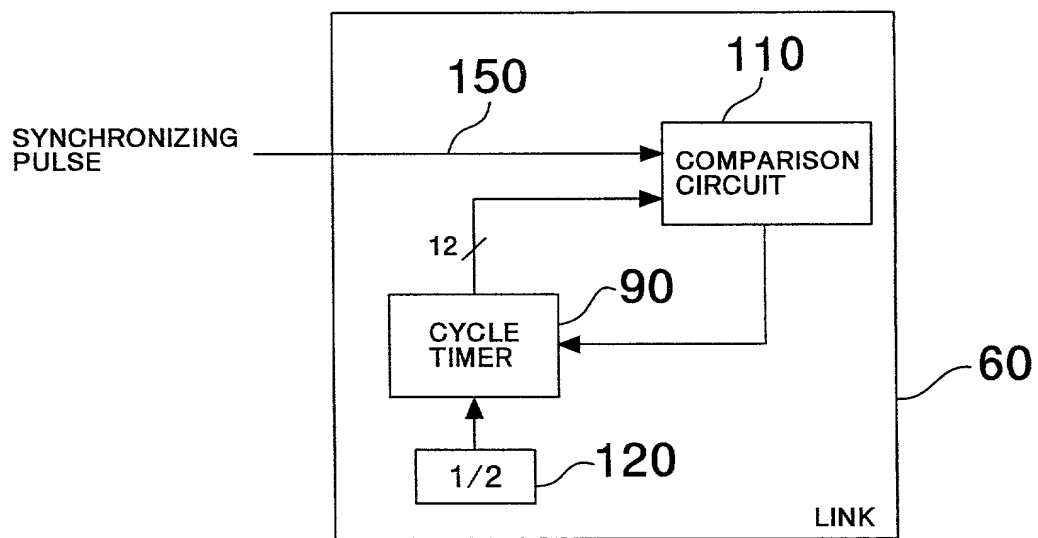 110
150
SYNCHRONIZING
PULSE
COMPARISON
CIRCUIT
12
90
CYCLE
TIMER
60
1/2
120
LINK